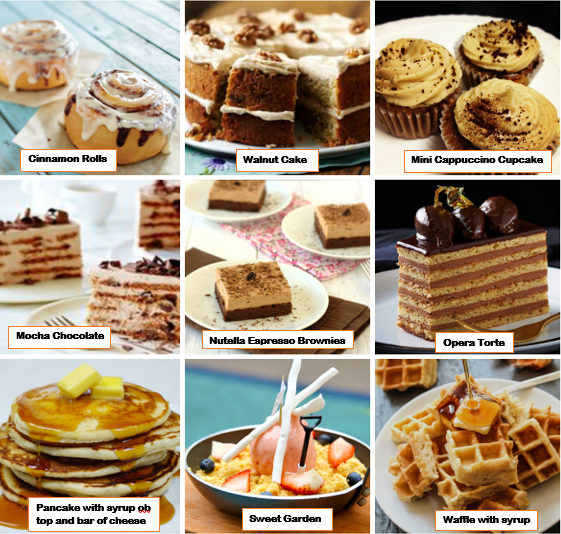 Cinnamon Rolls
Walnut Cake
Mini Cappuccino Cupcake
Mocha Chocolate
Nutella Espresso Brownies
Opera Torte
Pancake with syrup ob
top and bar of cheese
Sweet Garden
Waffle with syrup